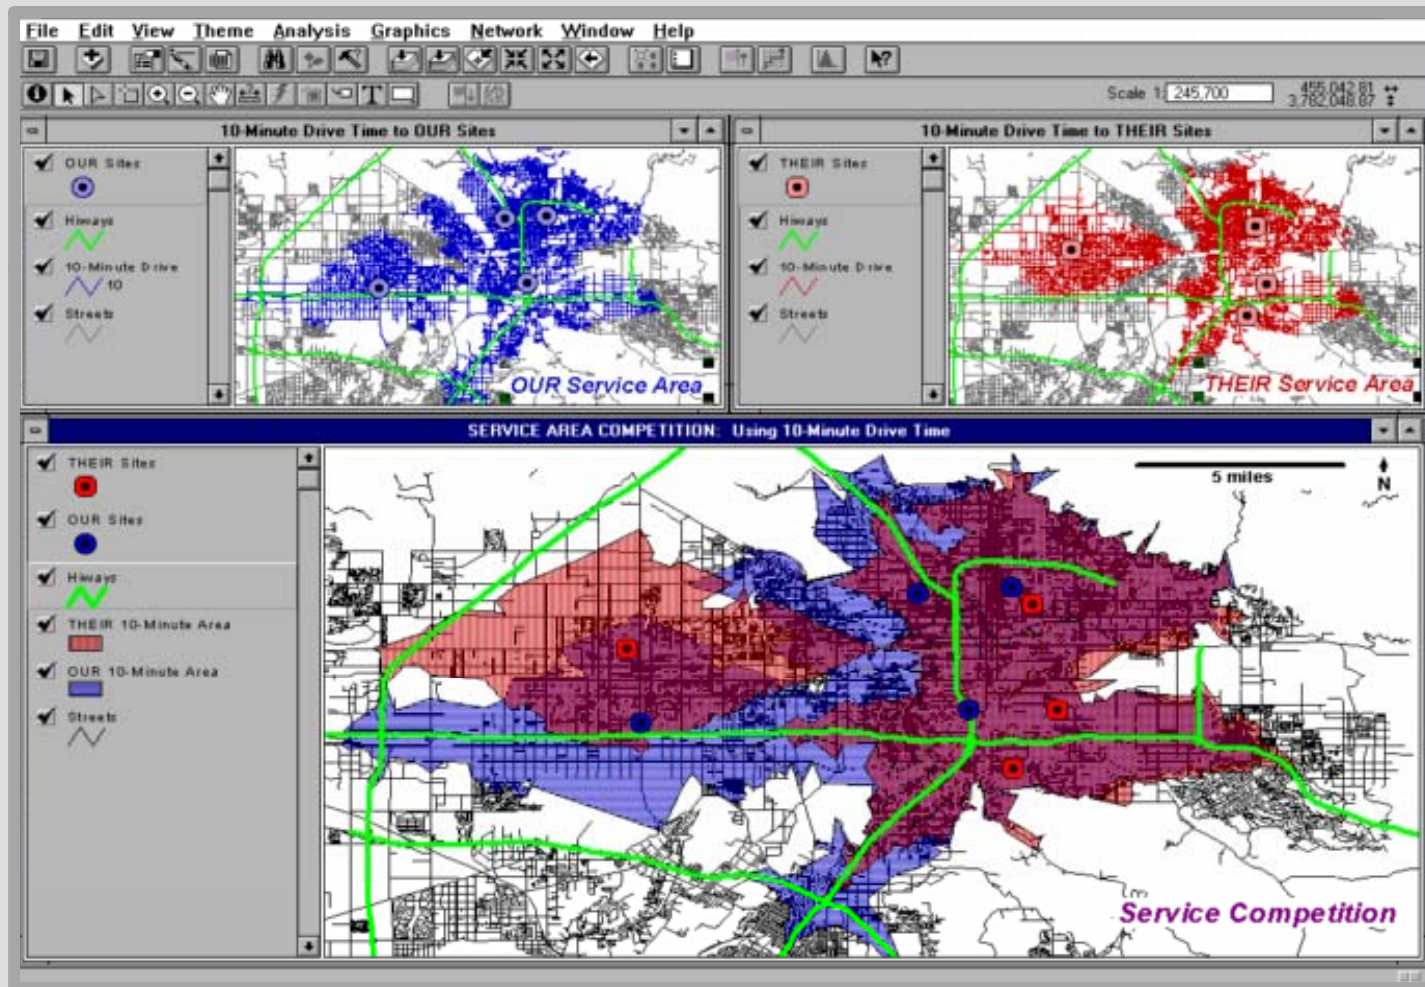 File Edit View Theme Analysis Graphics Network Window Help
Scale 1: 245,700
455,042.81
3,782,048.87
10-Minute Drive Time to OUR Sites
OUR Sites
Hiways
10-Minute Drive
10
Streets
OUR Service Area
10-Minute Drive Time to THEIR Sites
THEIR Sites
Hiways
10-Minute Drive
Streets
THEIR Service Area
SERVICE AREA COMPETITION: Using 10-Minute Drive Time
THEIR Sites
OUR Sites
Hiways
THEIR 10-Minute Area
OUR 10-Minute Area
Streets
5 miles
N
Service Competition